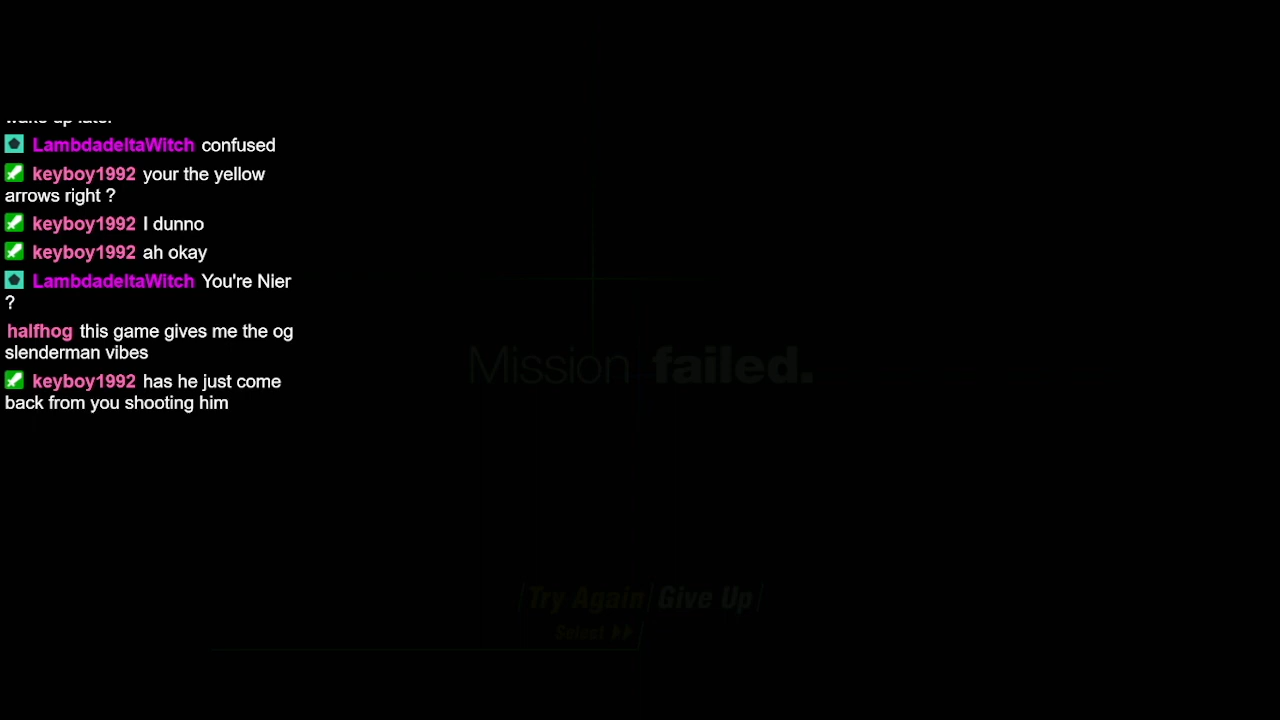 LambdadeltaWitch confused
keyboy1992 your the yellow
arrows right ?
keyboy1992 I dunno
keyboy1992 ah okay
LambdadeltaWitch You're Nier
?
halfhog this game gives me the og
slenderman vibes
keyboy1992 has he just come
back from you shooting him
Mission failed.
Try Again Give Up
Select